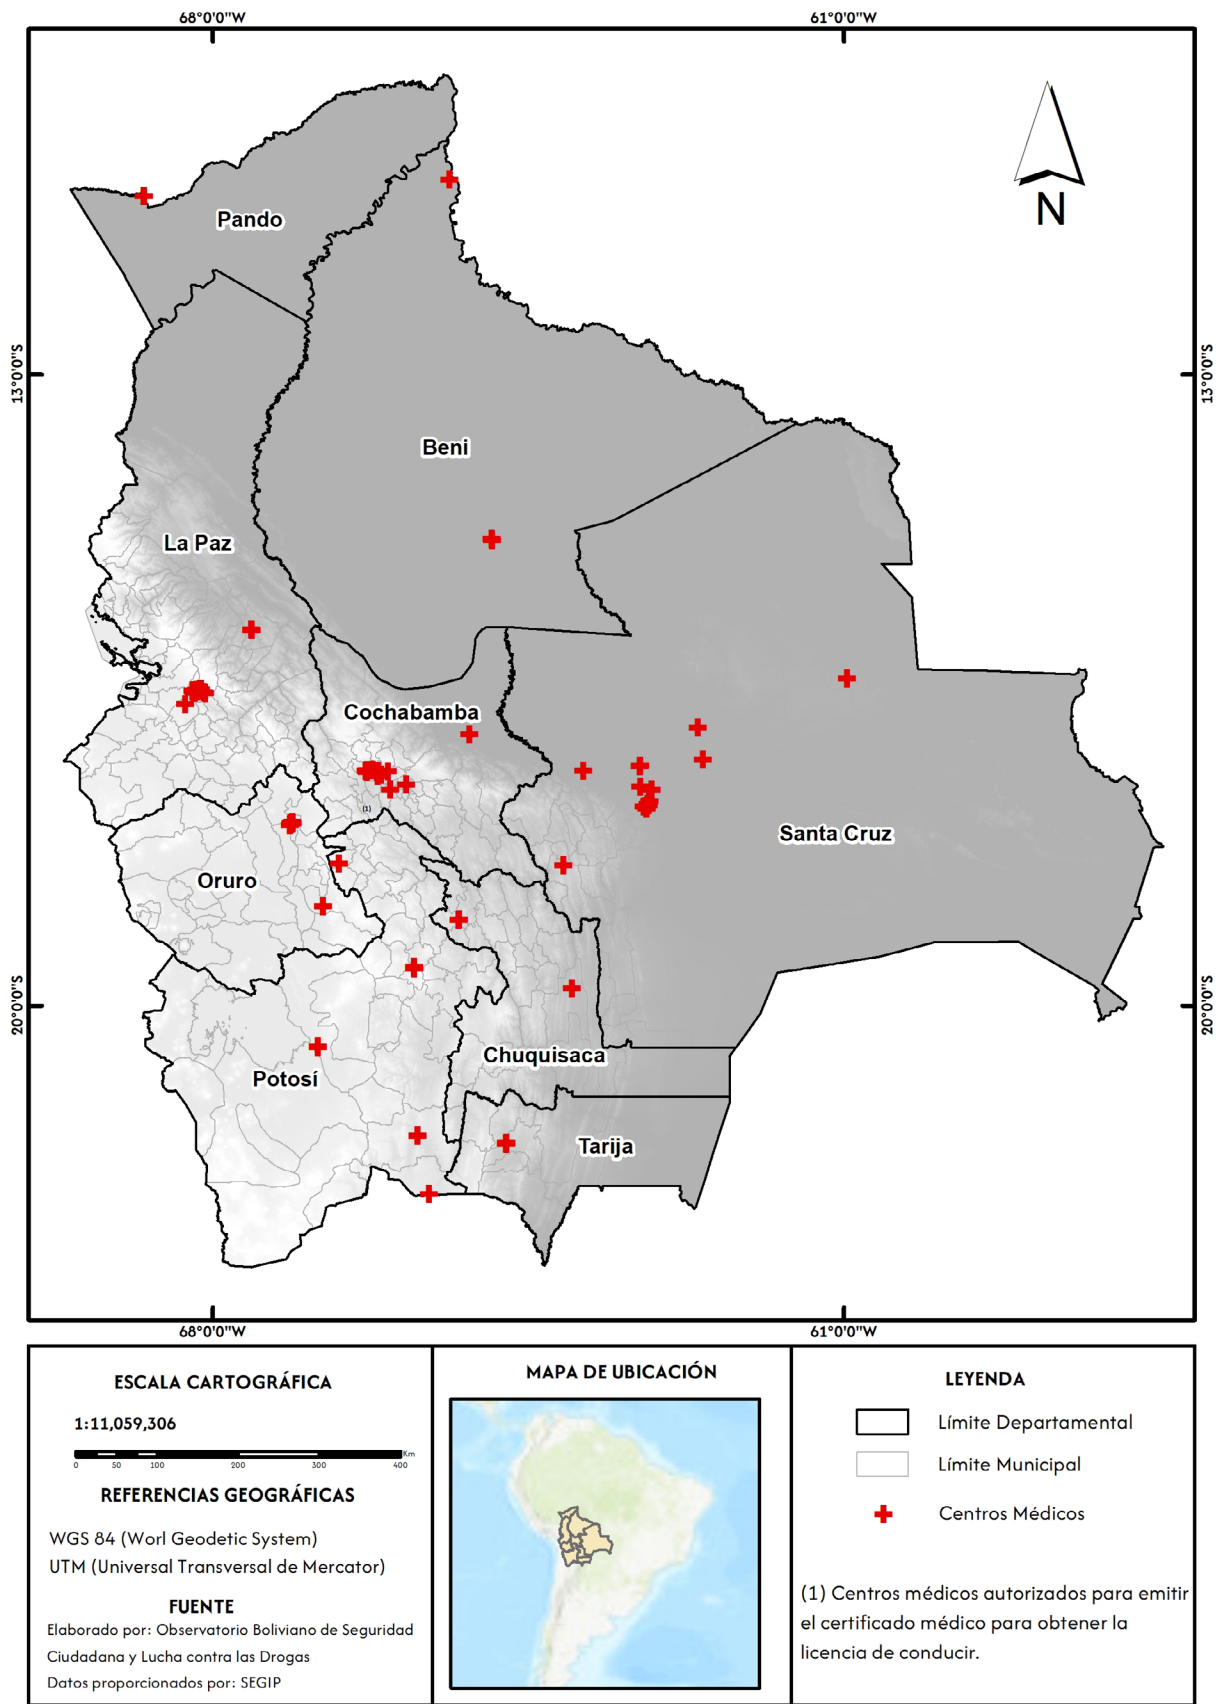 68°0'0"W
61°0'0"W
N
Pando
13°0'0"S
13°0'0"S
Beni
La Paz
Cochabamba
(1)
Santa Cruz
Oruro
20°0'0"S
20°0'0"S
Chuquisaca
Potosí
Tarija
68°0'0"W
61°0'0"W
ESCALA CARTOGRÁFICA
1:11,059,306
Km
0 50 100 200 300 400
REFERENCIAS GEOGRÁFICAS
WGS 84 (Worl Geodetic System)
UTM (Universal Transversal de Mercator)
FUENTE
Elaborado por: Observatorio Boliviano de Seguridad
Ciudadana y Lucha contra las Drogas
Datos proporcionados por: SEGIP
MAPA DE UBICACIÓN
LEYENDA
Límite Departamental
Límite Municipal
Centros Médicos
(1) Centros médicos autorizados para emitir
el certificado médico para obtener la
licencia de conducir.